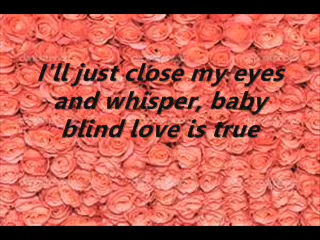 I'll just close my eyes
and whisper, baby
blind love is true